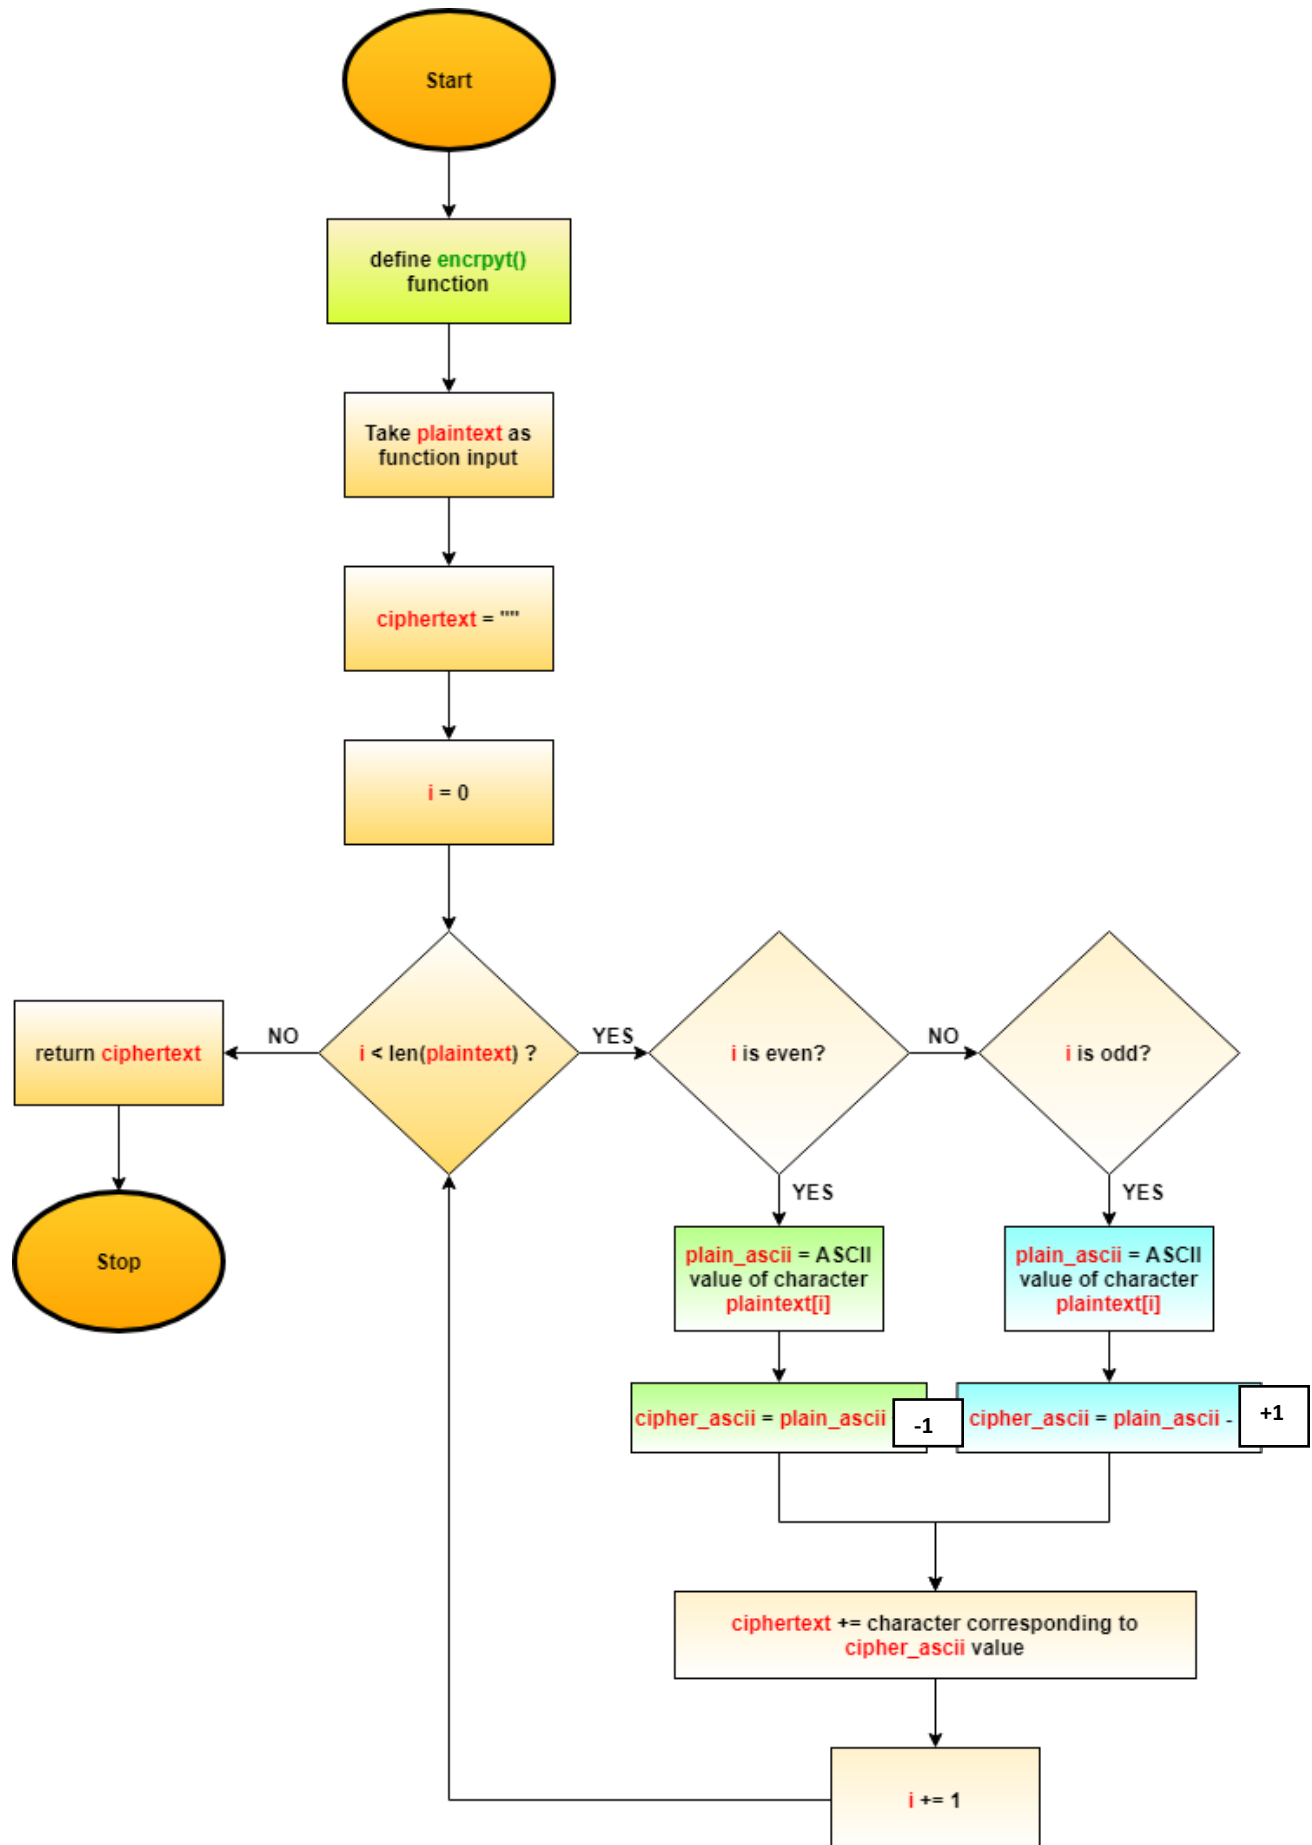 Start
define encrpyt()
function
Take plaintext as
function input
ciphertext = ""
i = 0
i < len(plaintext) ?
NO
YES
return ciphertext
Stop
i is even?
NO
i is odd?
YES
YES
plain_ascii = ASCII
value of character
plaintext[i]
plain_ascii = ASCII
value of character
plaintext[i]
cipher_ascii = plain_ascii
-1
cipher_ascii = plain_ascii -
+1
ciphertext += character corresponding to
cipher_ascii value
i += 1